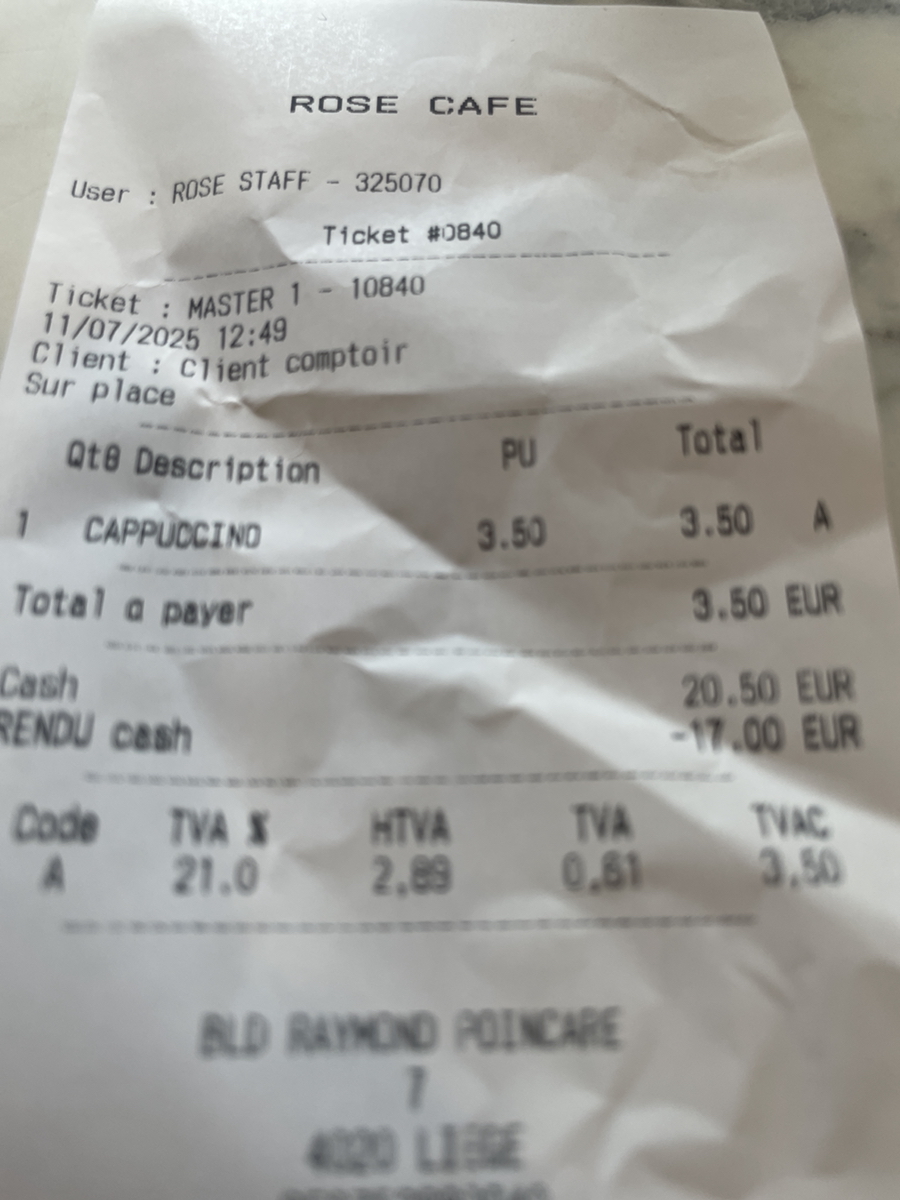 ROSE CAFE
User : ROSE STAFF - 325070
Ticket #0840
Ticket : MASTER 1 - 10840
11/07/2025 12:49
Client : Client comptoir
Sur place
Qté Description PU Total
1 CAPPUCCINO 3.50 3.50 A
Total a payer 3.50 EUR
Cash 20.50 EUR
RENDU cash -17.00 EUR
Code TVA % HTVA TVA TVAC
A 21.0 2,89 0,61 3,50
BLD RAYMOND POINCARE
7
4020 LIEGE